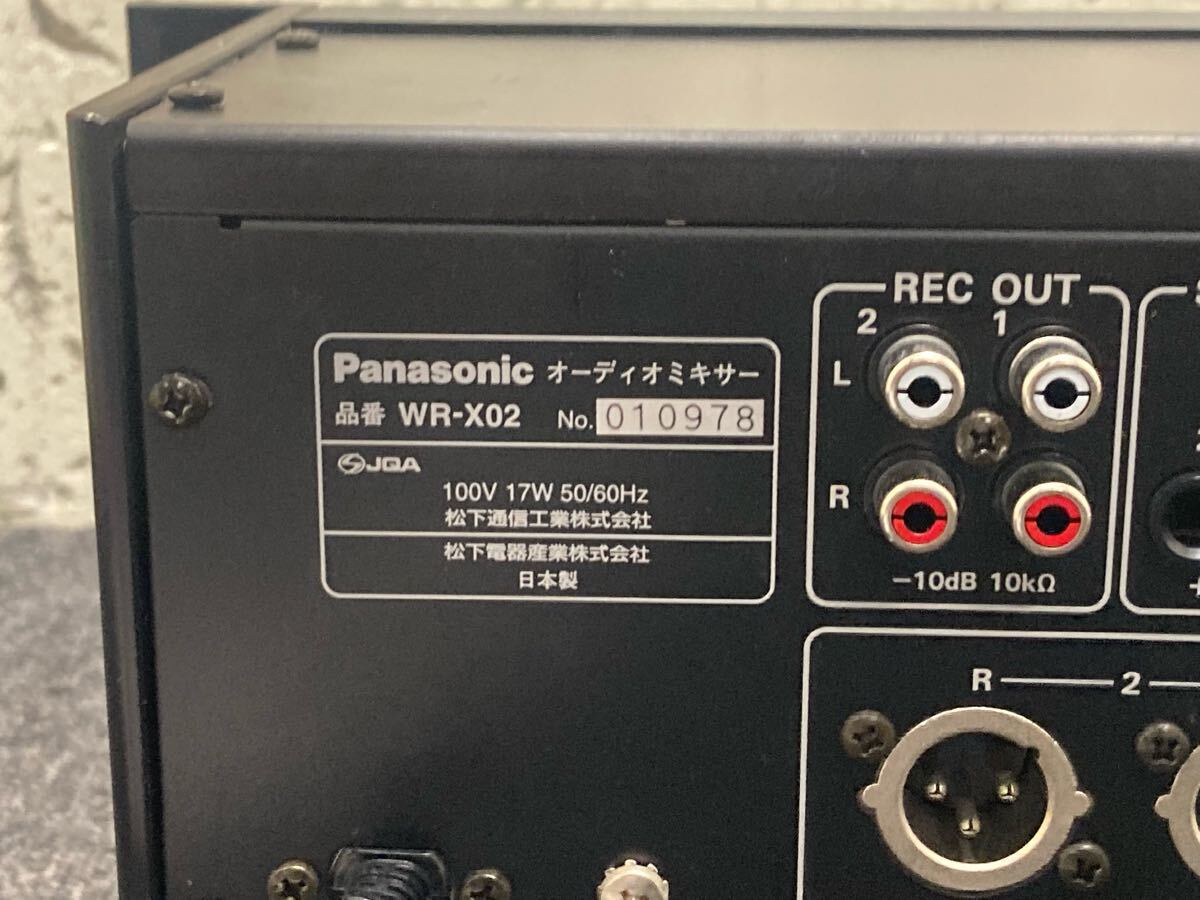 Panasonic オーディオミキサー
品番 WR-X02 No. 010978
JQA
100V 17W 50/60Hz
松下通信工業株式会社
松下電器産業株式会社
日本製
REC OUT
2 1
L
R
−10dB 10kΩ
R 2